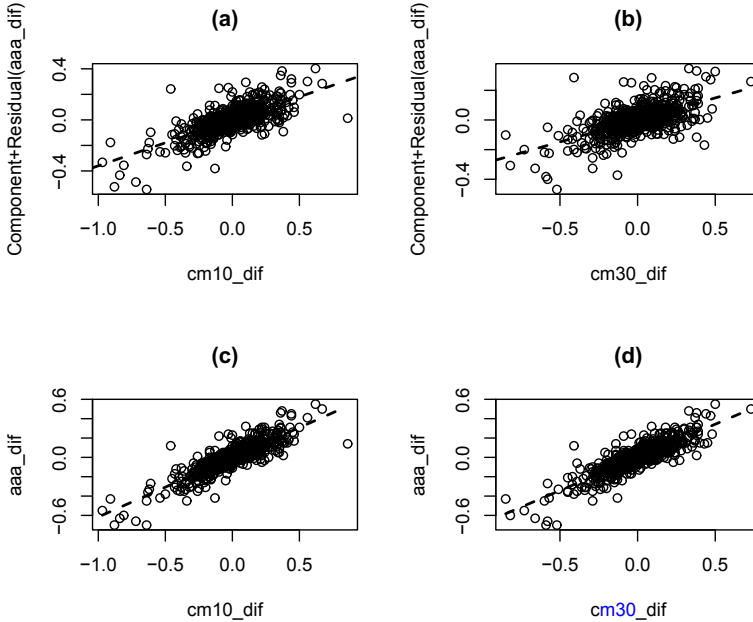 (a)
Component+Residual(aaa_dif)
0.4
0.0
−0.4
−1.0 −0.5 0.0 0.5
cm10_dif
(b)
Component+Residual(aaa_dif)
0.0
−0.4
−0.5 0.0 0.5
cm30_dif
(c)
aaa_dif
0.6
0.0
−0.6
−1.0 −0.5 0.0 0.5
cm10_dif
(d)
aaa_dif
0.6
0.0
−0.6
−0.5 0.0 0.5
cm30_dif